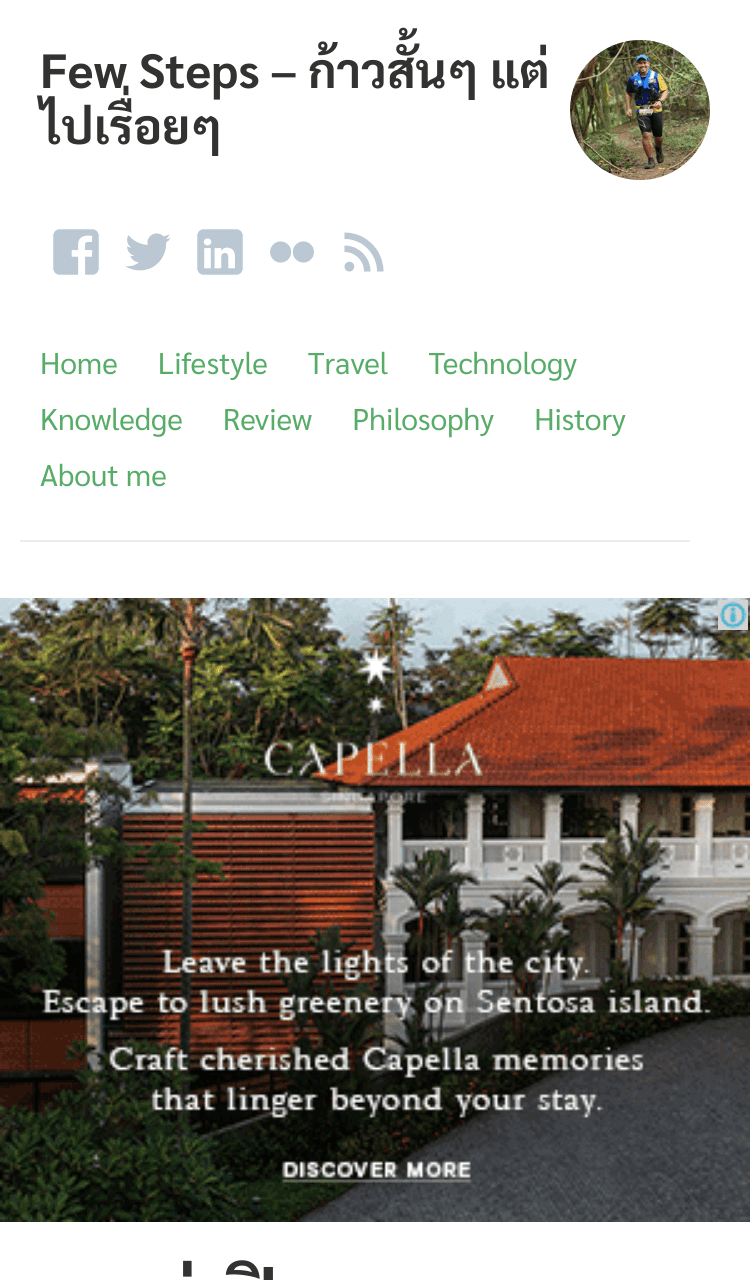 Few Steps – ก้าวสั้นๆ แต่
ไปเรื่อยๆ
Home Lifestyle Travel Technology
Knowledge Review Philosophy History
About me
CAPELLA
SINGAPORE
Leave the lights of the city.
Escape to lush greenery on Sentosa island.
Craft cherished Capella memories
that linger beyond your stay.
DISCOVER MORE